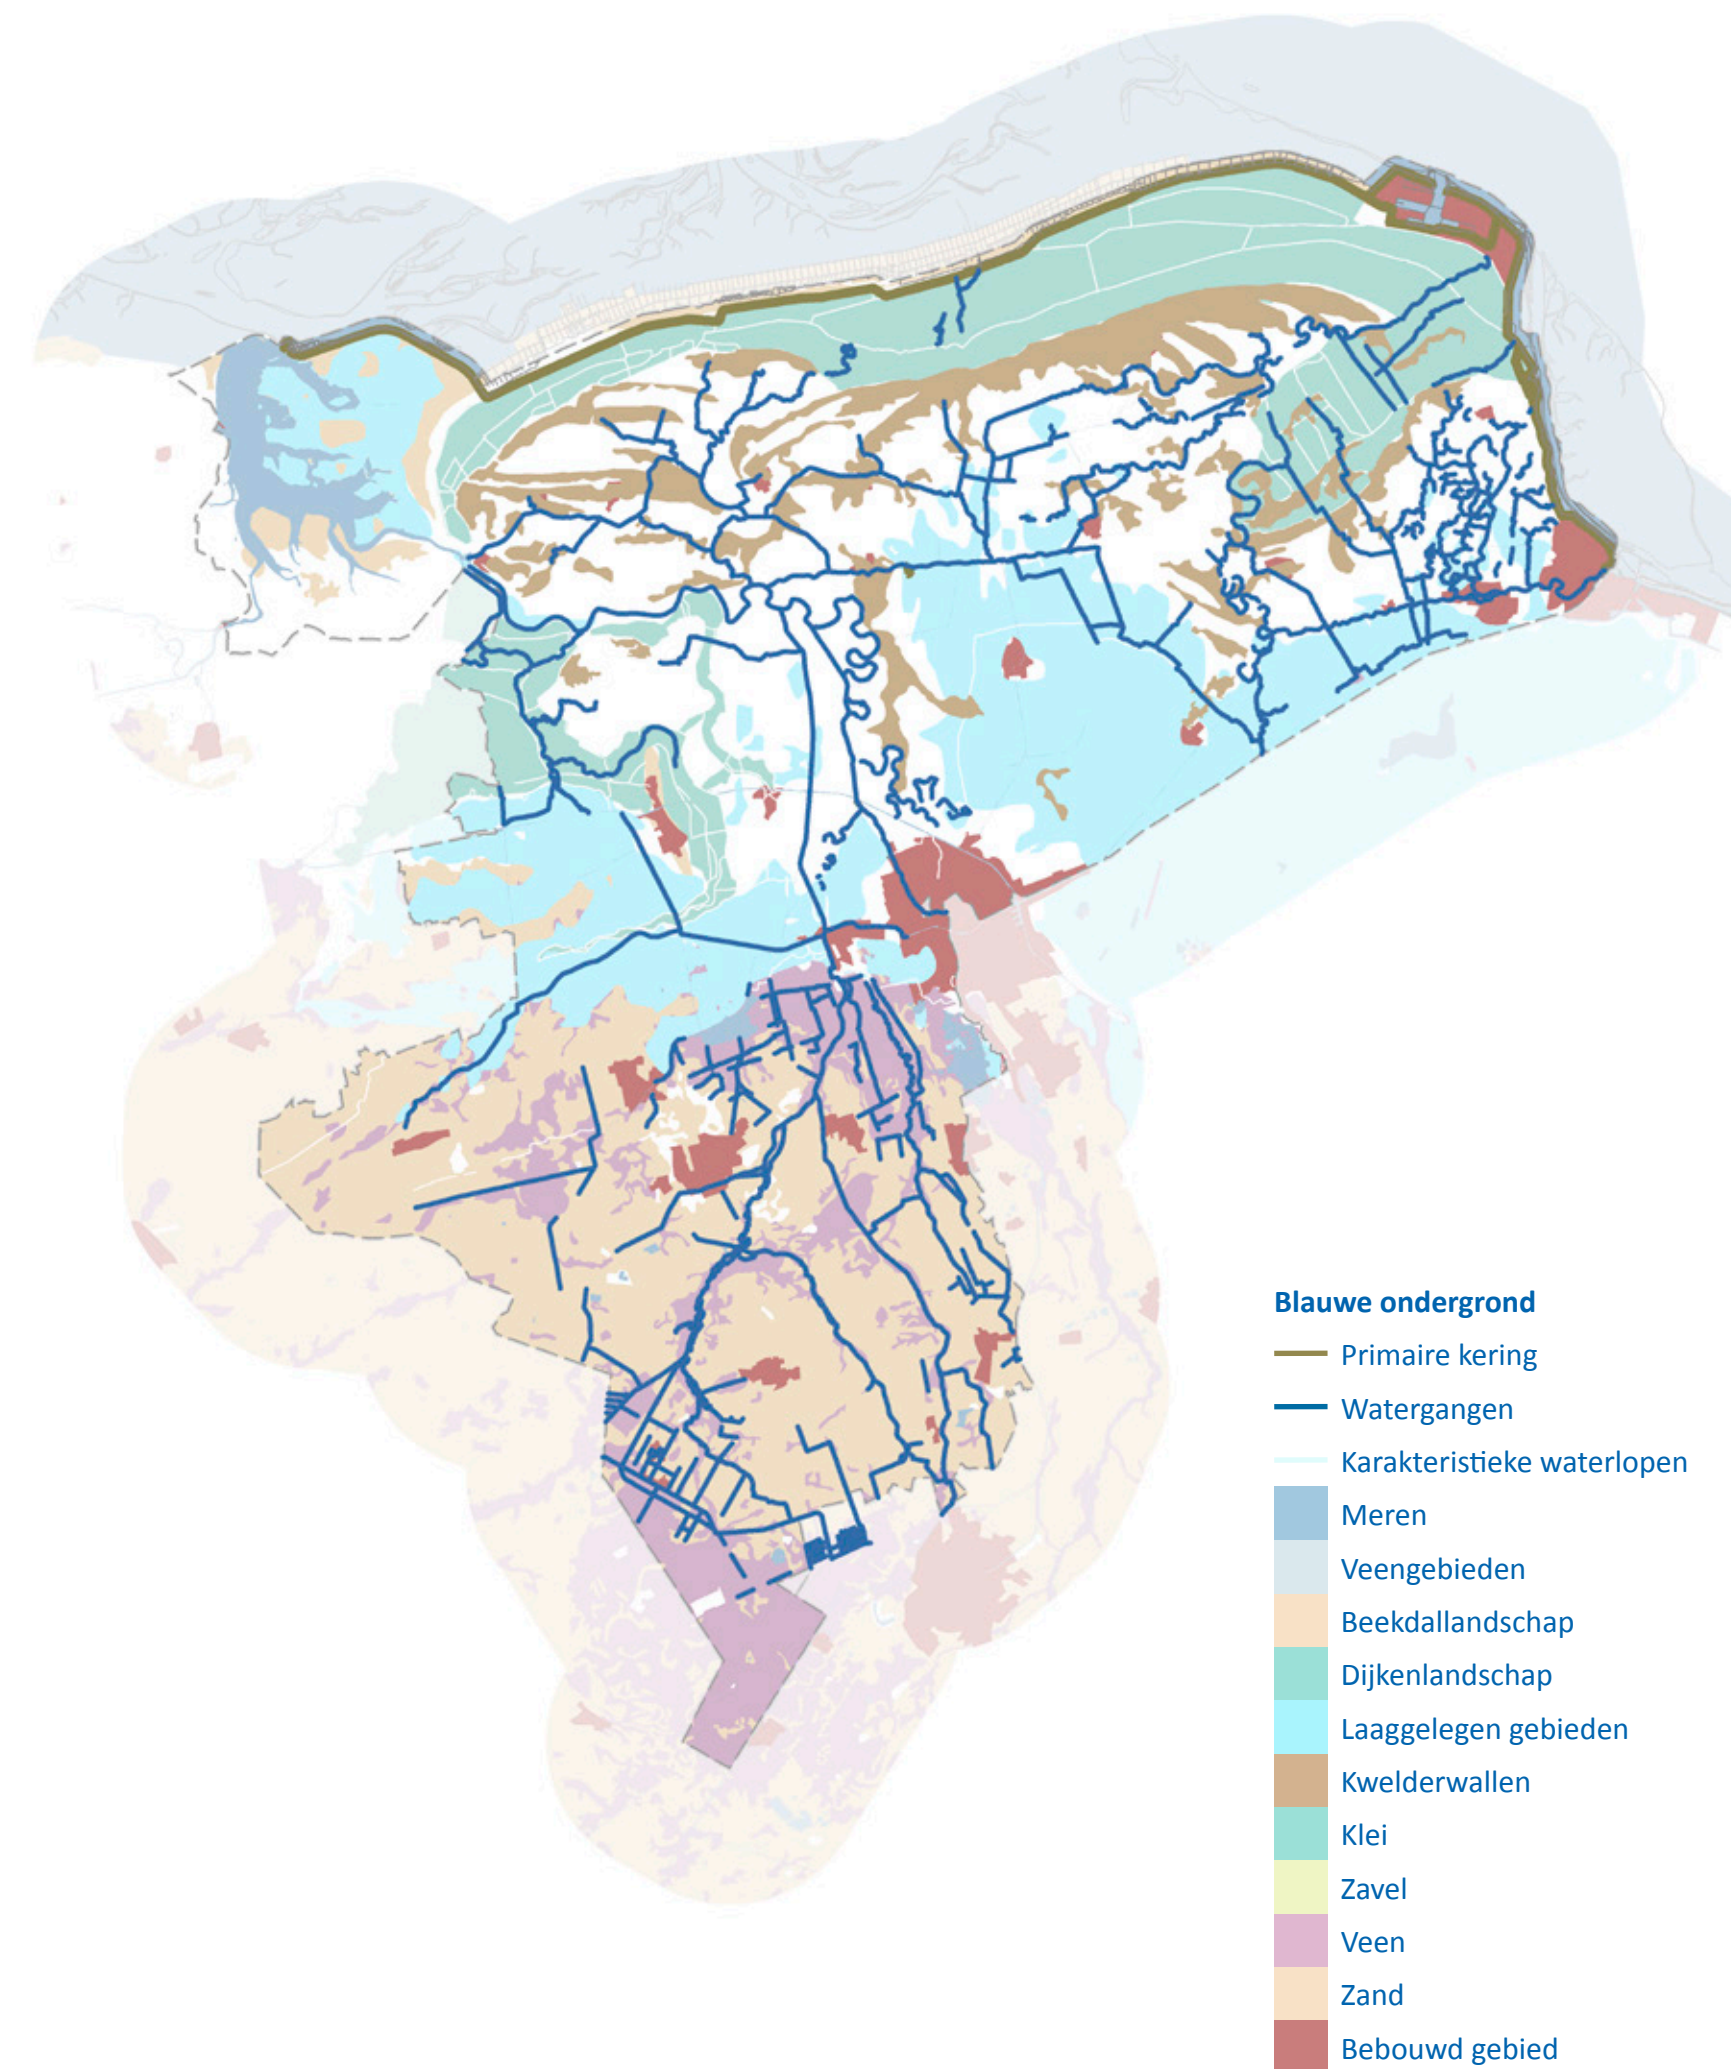 Blauwe ondergrond
Primaire kering
Watergangen
Karakteristieke waterlopen
Meren
Veengebieden
Beekdallandschap
Dijkenlandschap
Laaggelegen gebieden
Kwelderwallen
Klei
Zavel
Veen
Zand
Bebouwd gebied